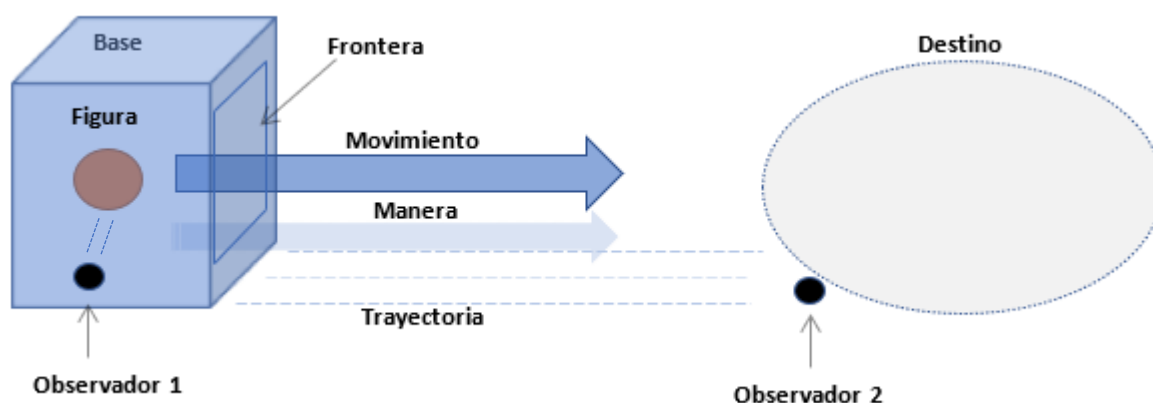 Base
Frontera
Destino
Figura
Movimiento
Manera
Trayectoria
Observador 1
Observador 2